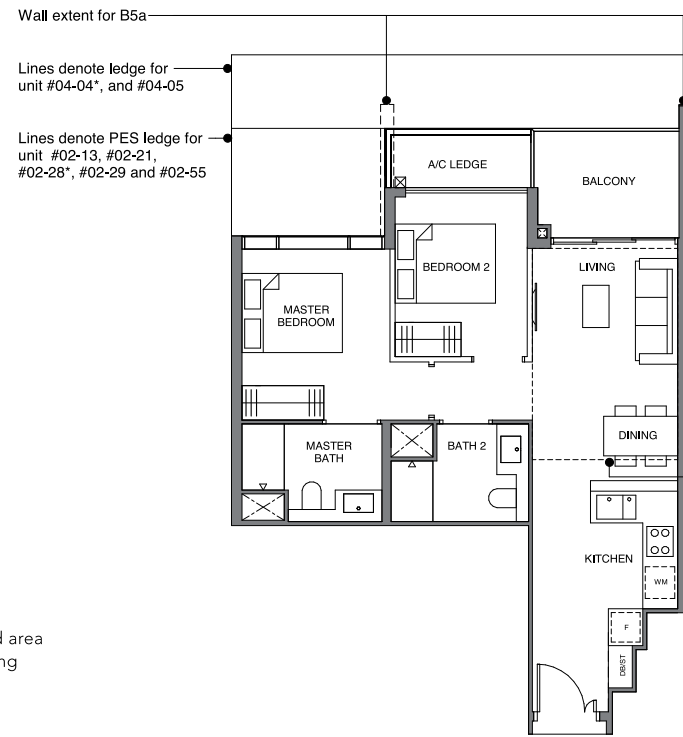 Wall extent for B5a
Lines denote ledge for
unit #04-04*, and #04-05
Lines denote PES ledge for
unit #02-13, #02-21,
#02-28*, #02-29 and #02-55
A/C LEDGE
BALCONY
BEDROOM 2
LIVING
MASTER
BEDROOM
DINING
MASTER
BATH
BATH 2
KITCHEN
WM
F
DB/ST
area